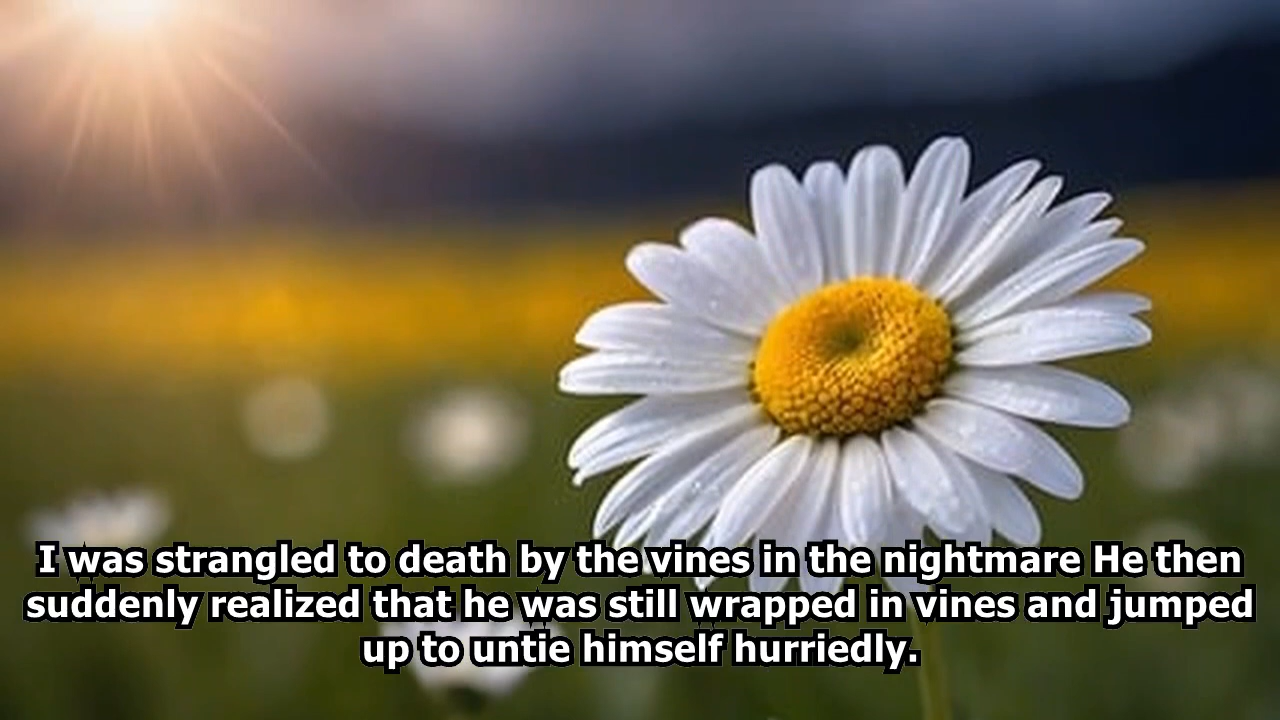 I was strangled to death by the vines in the nightmare He then
suddenly realized that he was still wrapped in vines and jumped
up to untie himself hurriedly.